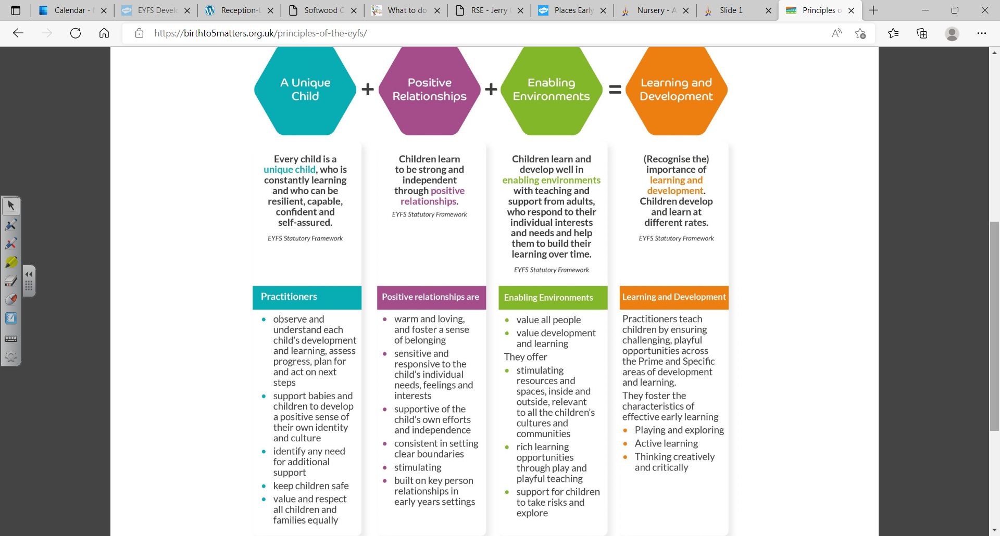 Calendar -
EYFS Devel
Reception-L
Softwood C
What to do
RSE - Jerry
Places Early
Nursery - A
Slide 1
Principles o
https://birthto5matters.org.uk/principles-of-the-eyfs/
A Unique
Child
+
Positive
Relationships
+
Enabling
Environments
=
Learning and
Development
Every child is a
unique child, who is
constantly learning
and who can be
resilient, capable,
confident and
self-assured.
EYFS Statutory Framework
Children learn
to be strong and
independent
through positive
relationships.
EYFS Statutory Framework
Children learn and
develop well in
enabling environments
with teaching and
support from adults,
who respond to their
individual interests
and needs and help
them to build their
learning over time.
EYFS Statutory Framework
(Recognise the)
importance of
learning and
development.
Children develop
and learn at
different rates.
EYFS Statutory Framework
Practitioners
• observe and
understand each
child's development
and learning, assess
progress, plan for
and act on next
steps
• support babies and
children to develop
a positive sense of
their own identity
and culture
• identify any need
for additional
support
• keep children safe
• value and respect
all children and
families equally
Positive relationships are
• warm and loving,
and foster a sense
of belonging
• sensitive and
responsive to the
child's individual
needs, feelings and
interests
• supportive of the
child's own efforts
and independence
• consistent in setting
clear boundaries
• stimulating
• built on key person
relationships in
early years settings
Enabling Environments
• value all people
• value development
and learning
They offer
• stimulating
resources and
spaces, inside and
outside, relevant
to all the children's
cultures and
communities
• rich learning
opportunities
through play and
playful teaching
• support for children
to take risks and
explore
Learning and Development
Practitioners teach
children by ensuring
challenging, playful
opportunities across
the Prime and Specific
areas of development
and learning.
They foster the
characteristics of
effective early learning
• Playing and exploring
• Active learning
• Thinking creatively
and critically